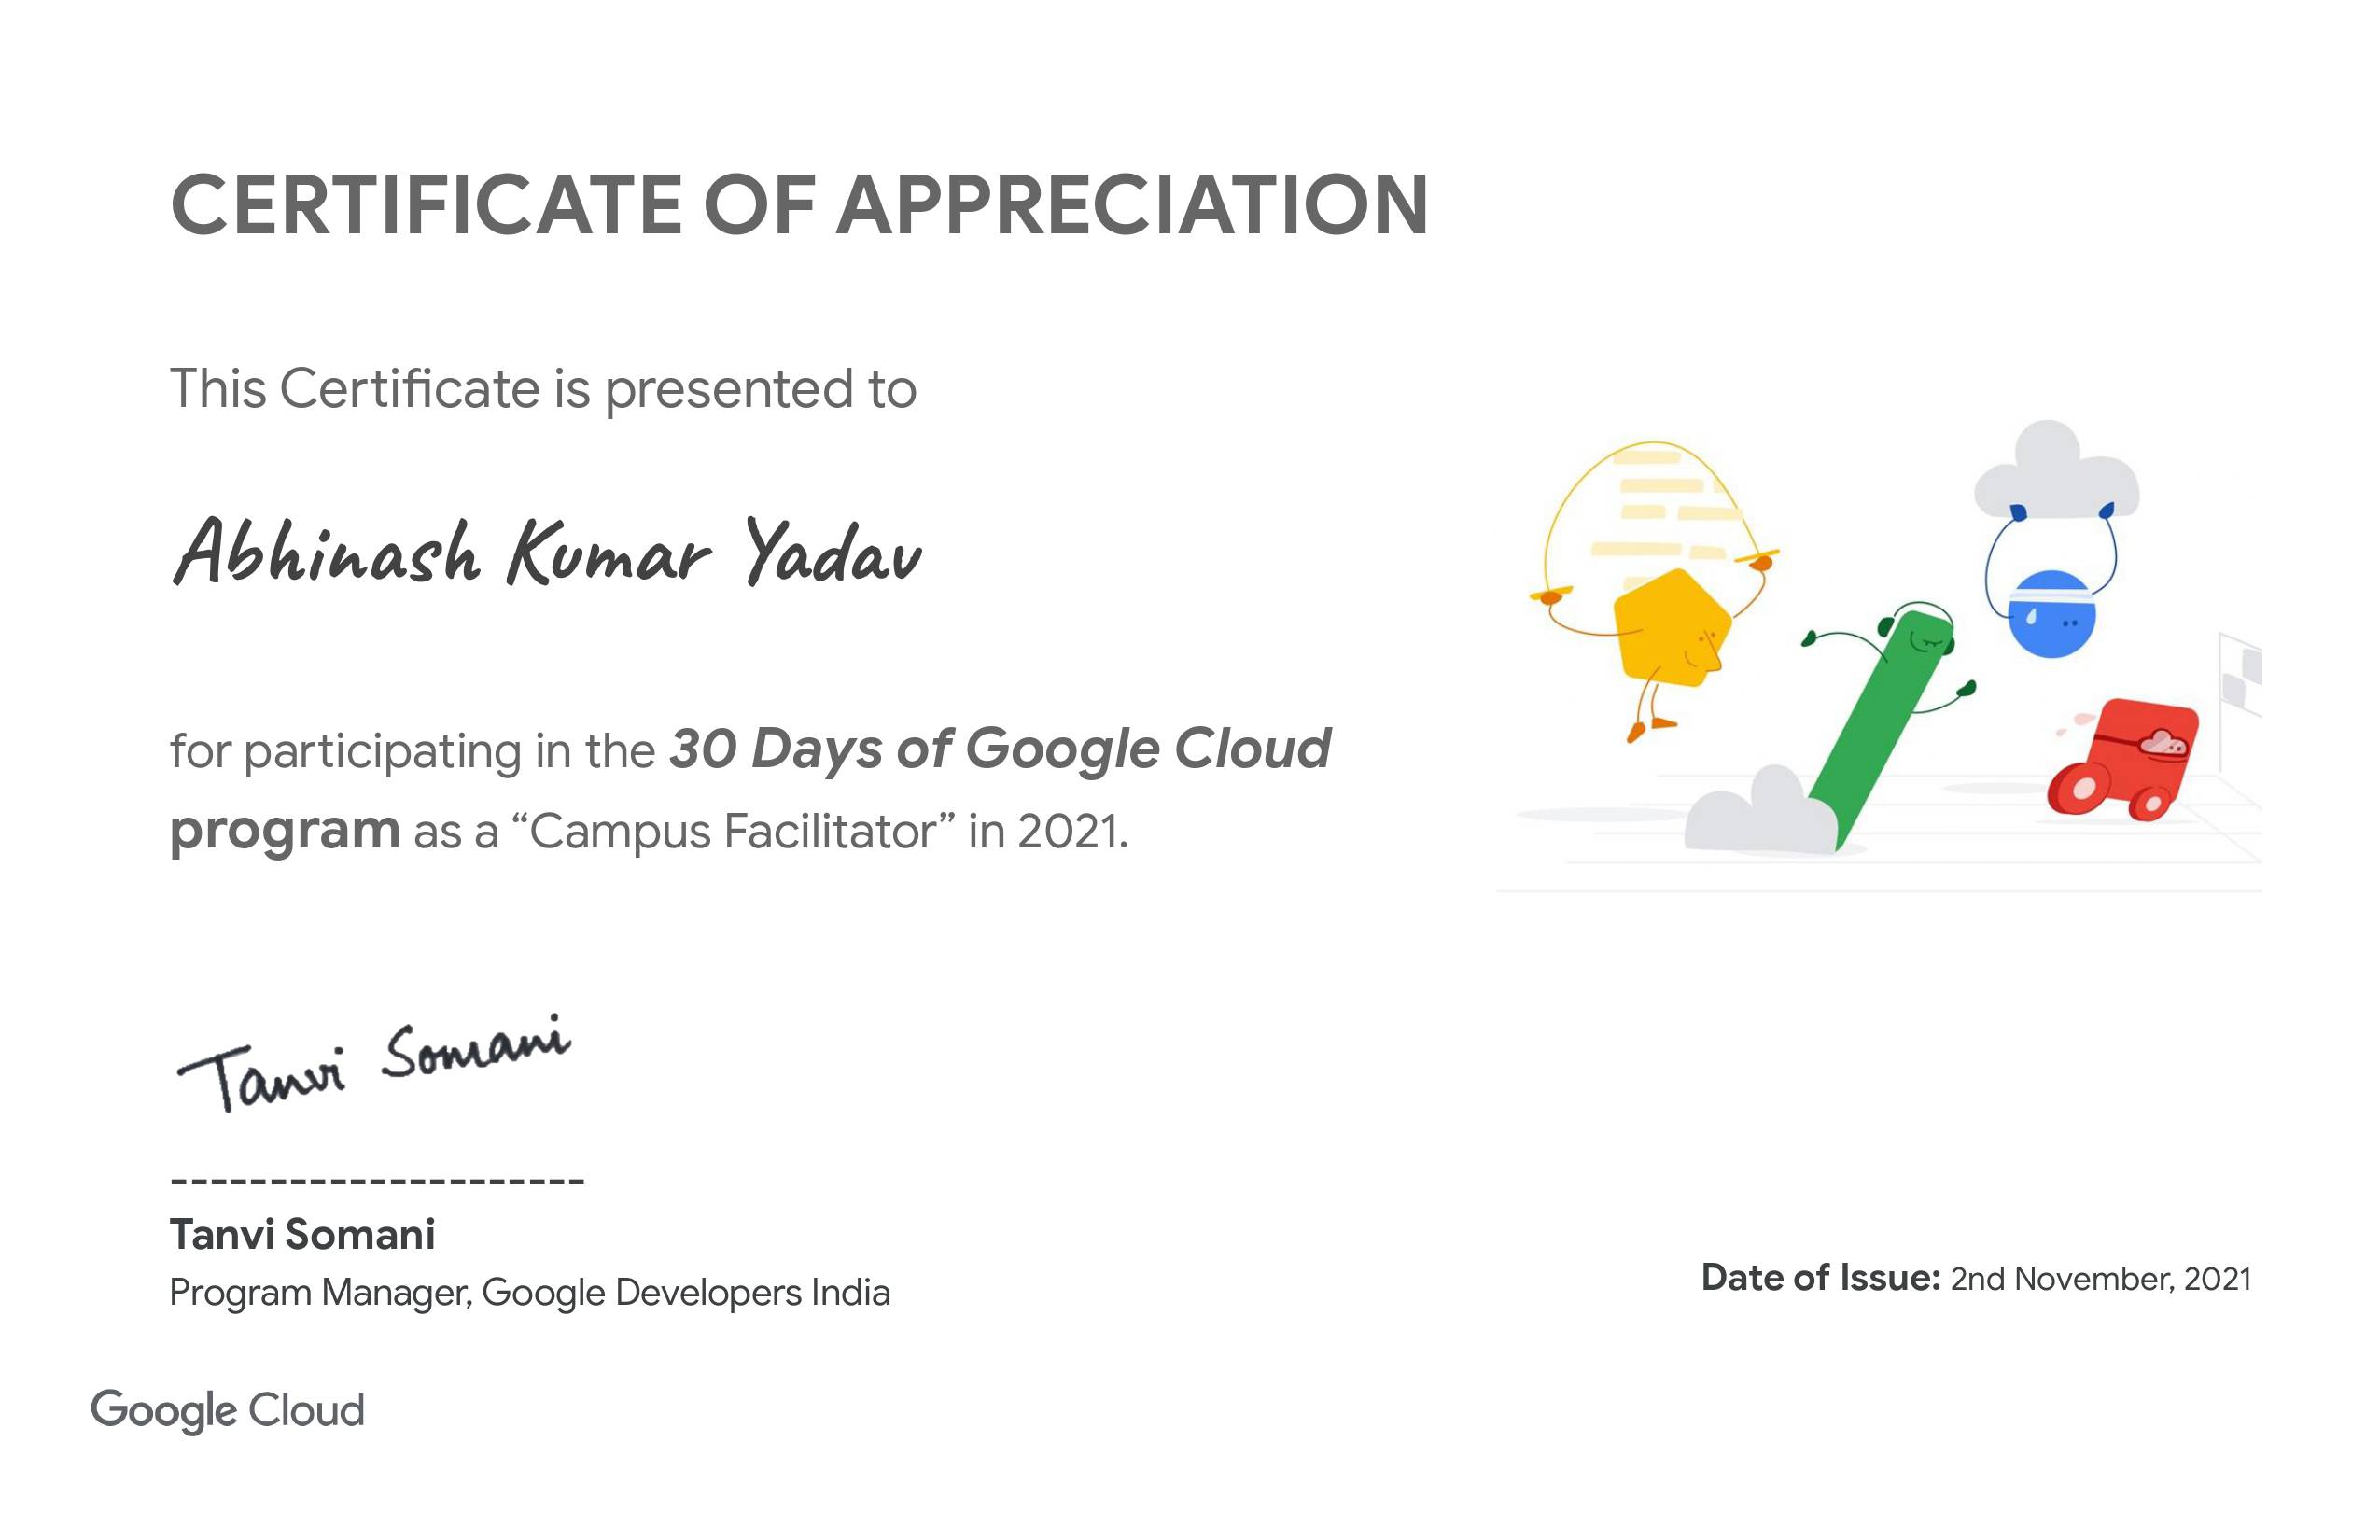 CERTIFICATE OF APPRECIATION
This Certificate is presented to
Abhinash Kumar Yadav
for participating in the 30 Days of Google Cloud
program as a “Campus Facilitator” in 2021.
Tanvi Somani
---------------------
Tanvi Somani
Program Manager, Google Developers India
Date of Issue: 2nd November, 2021
Google Cloud